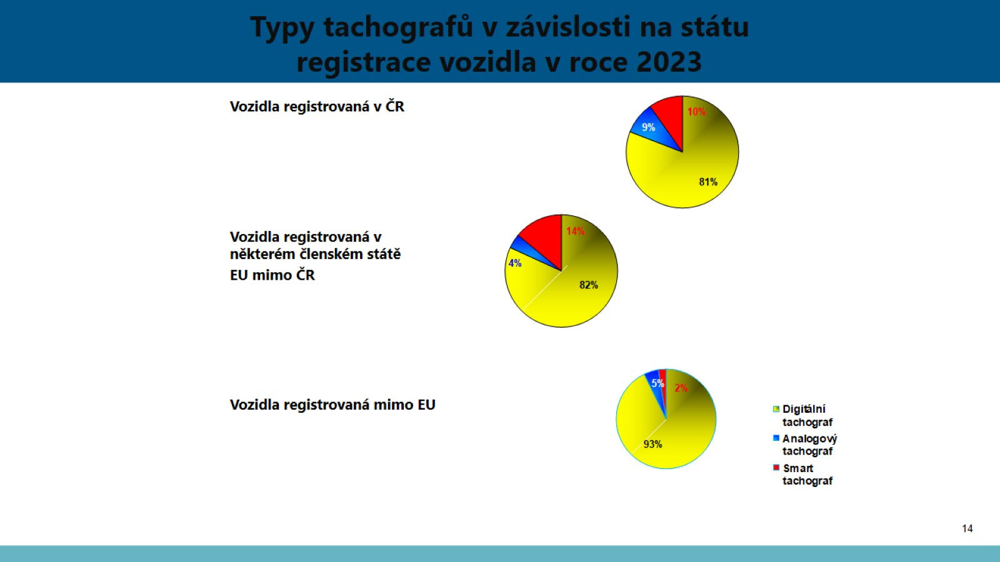 Typy tachografů v závislosti na státu
registrace vozidla v roce 2023
Vozidla registrovaná v ČR
10%
9%
81%
Vozidla registrovaná v
některém členském státě
EU mimo ČR
14%
4%
82%
Vozidla registrovaná mimo EU
5%
2%
93%
Digitální
tachograf
Analogový
tachograf
Smart
tachograf
14